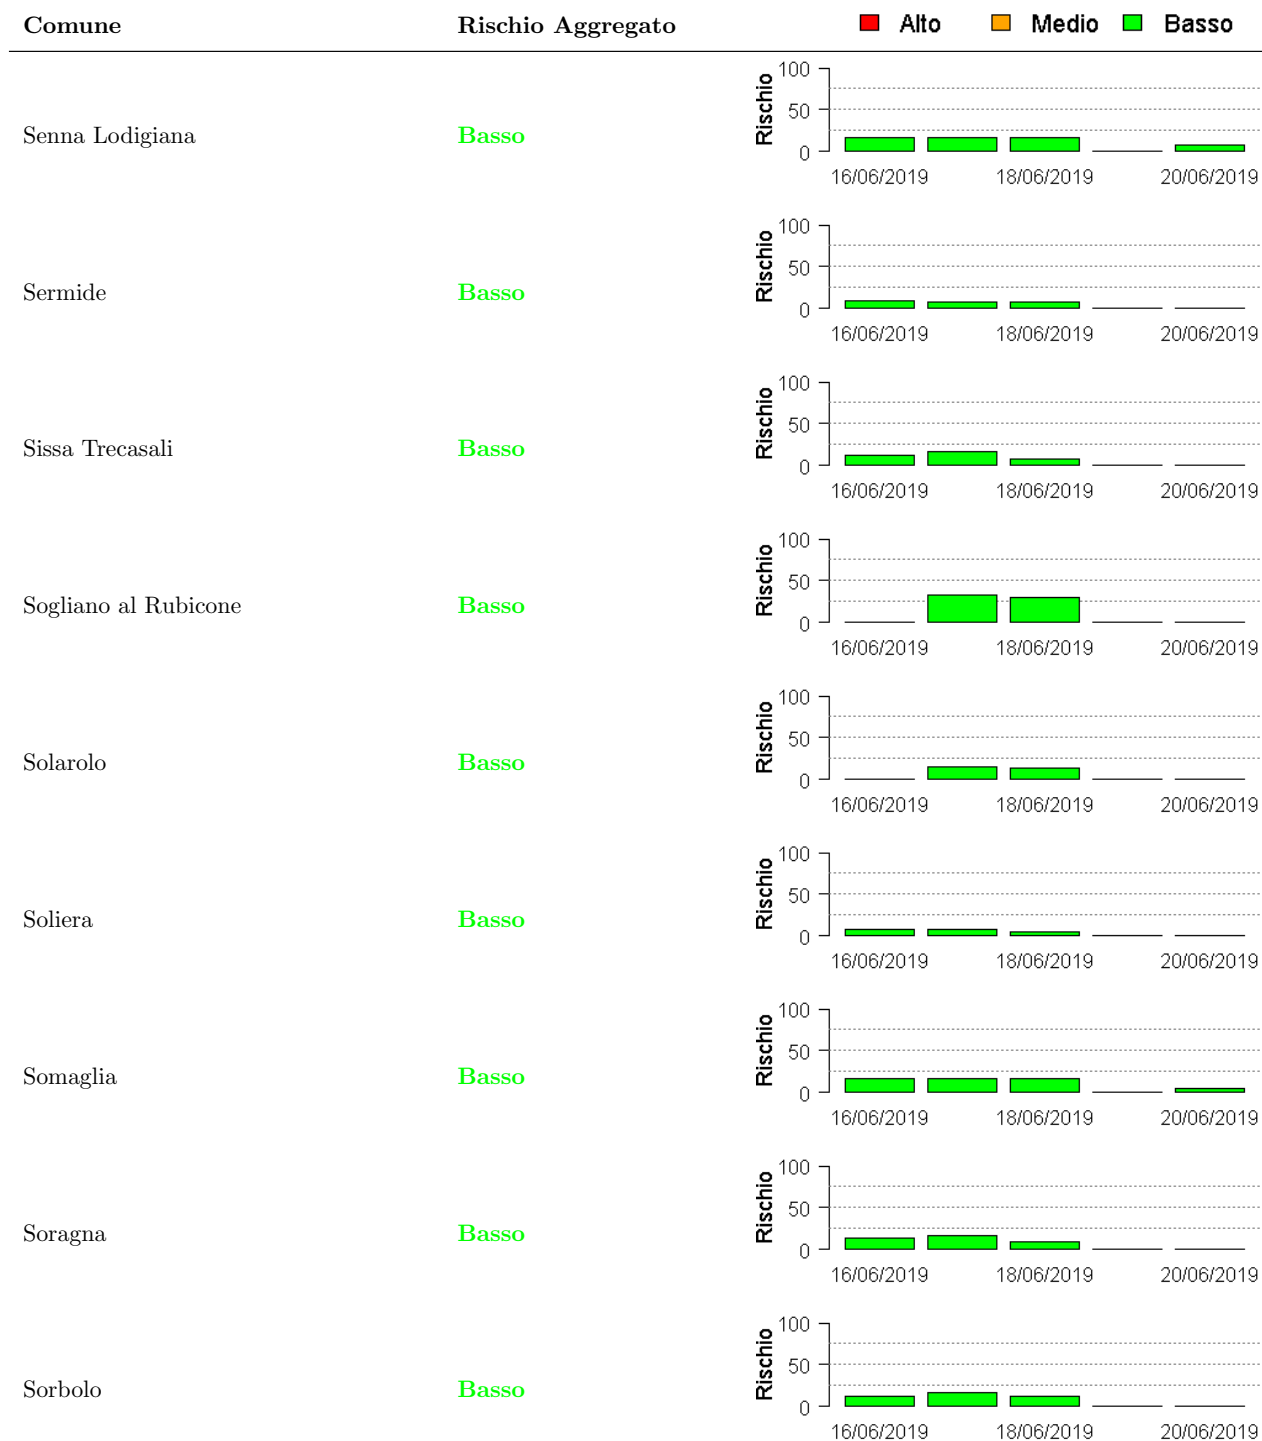 Comune Rischio Aggregato Alto Medio Basso
Senna Lodigiana Basso Rischio 100 50 0
16/06/2019 18/06/2019 20/06/2019
Sermide Basso Rischio 100 50 0
16/06/2019 18/06/2019 20/06/2019
Sissa Trecasali Basso Rischio 100 50 0
16/06/2019 18/06/2019 20/06/2019
Sogliano al Rubicone Basso Rischio 100 50 0
16/06/2019 18/06/2019 20/06/2019
Solarolo Basso Rischio 100 50 0
16/06/2019 18/06/2019 20/06/2019
Soliera Basso Rischio 100 50 0
16/06/2019 18/06/2019 20/06/2019
Somaglia Basso Rischio 100 50 0
16/06/2019 18/06/2019 20/06/2019
Soragna Basso Rischio 100 50 0
16/06/2019 18/06/2019 20/06/2019
Sorbolo Basso Rischio 100 50 0
16/06/2019 18/06/2019 20/06/2019